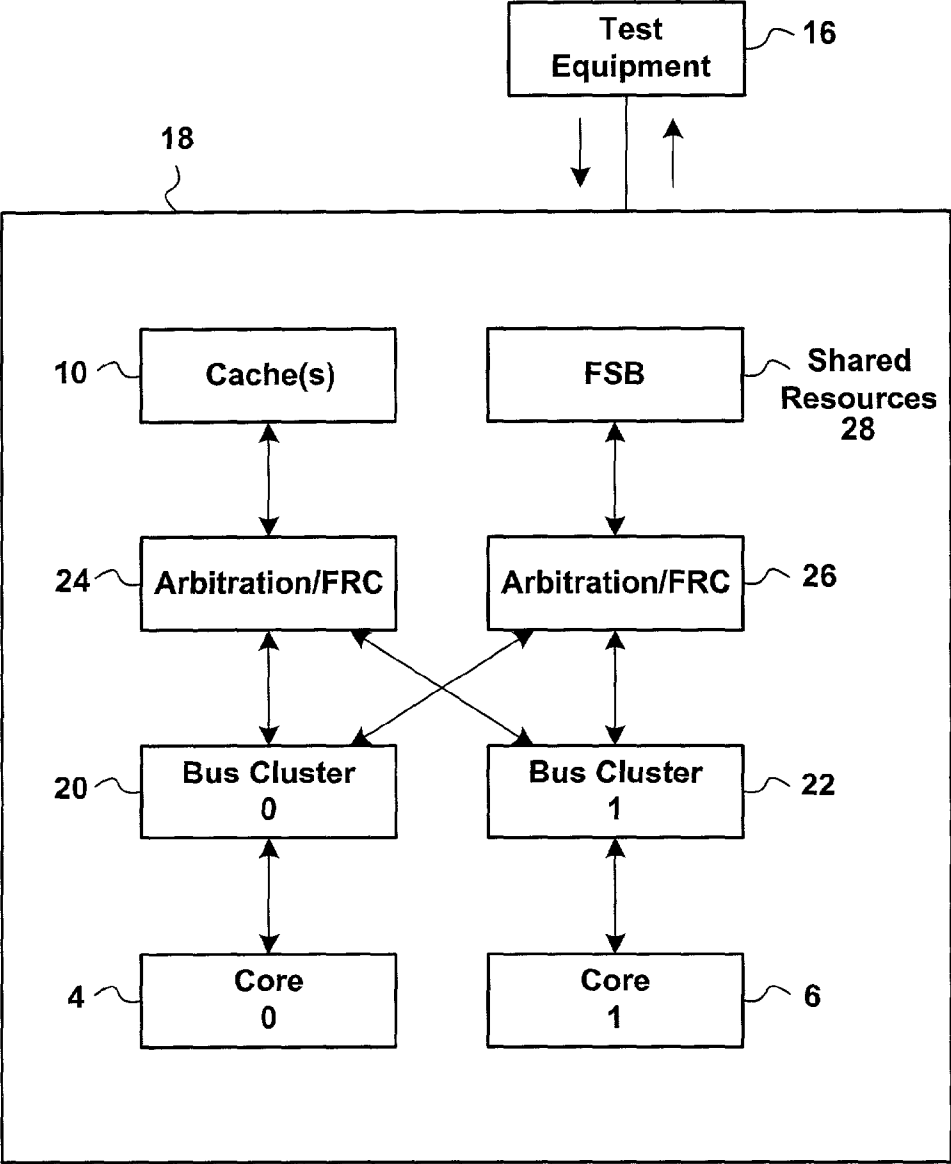 Test
Equipment
16
18
10
Cache(s)
FSB
Shared
Resources
28
24
Arbitration/FRC
Arbitration/FRC
26
20
Bus Cluster
0
Bus Cluster
1
22
4
Core
0
Core
1
6